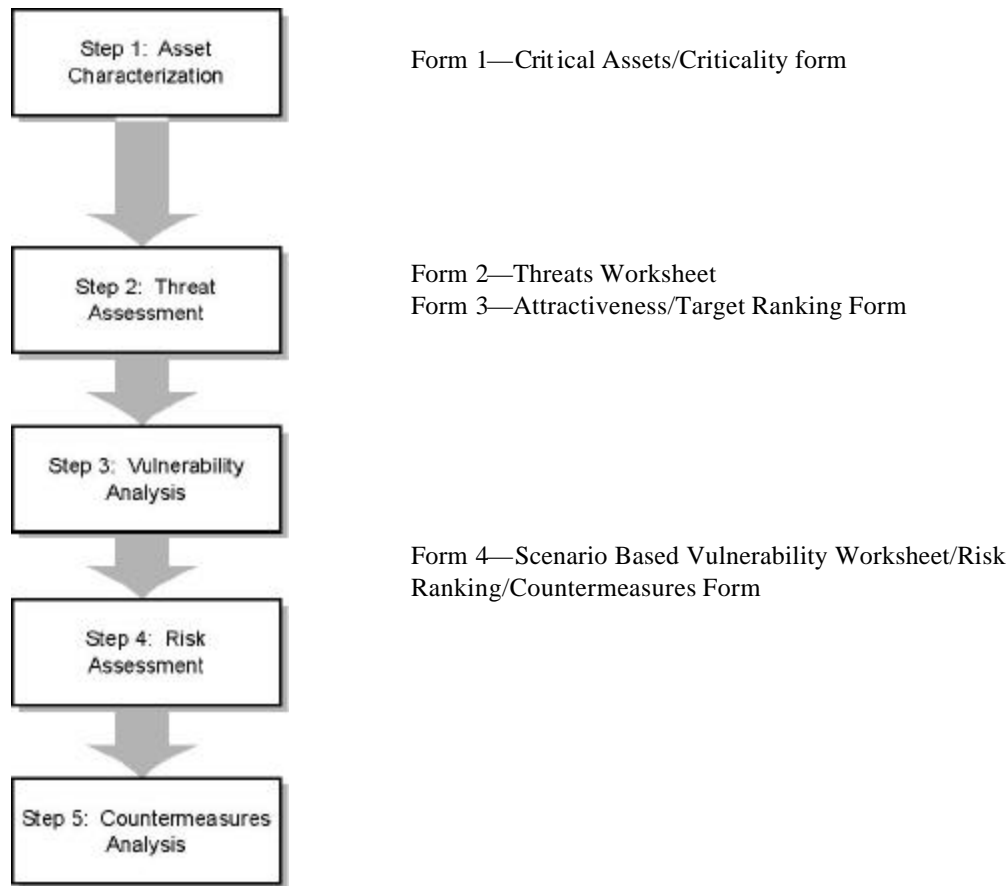 Step 1: Asset
Characterization
Form 1—Critical Assets/Criticality form
Step 2: Threat
Assessment
Form 2—Threats Worksheet
Form 3—Attractiveness/Target Ranking Form
Step 3: Vulnerability
Analysis
Form 4—Scenario Based Vulnerability Worksheet/Risk
Ranking/Countermeasures Form
Step 4: Risk
Assessment
Step 5: Countermeasures
Analysis